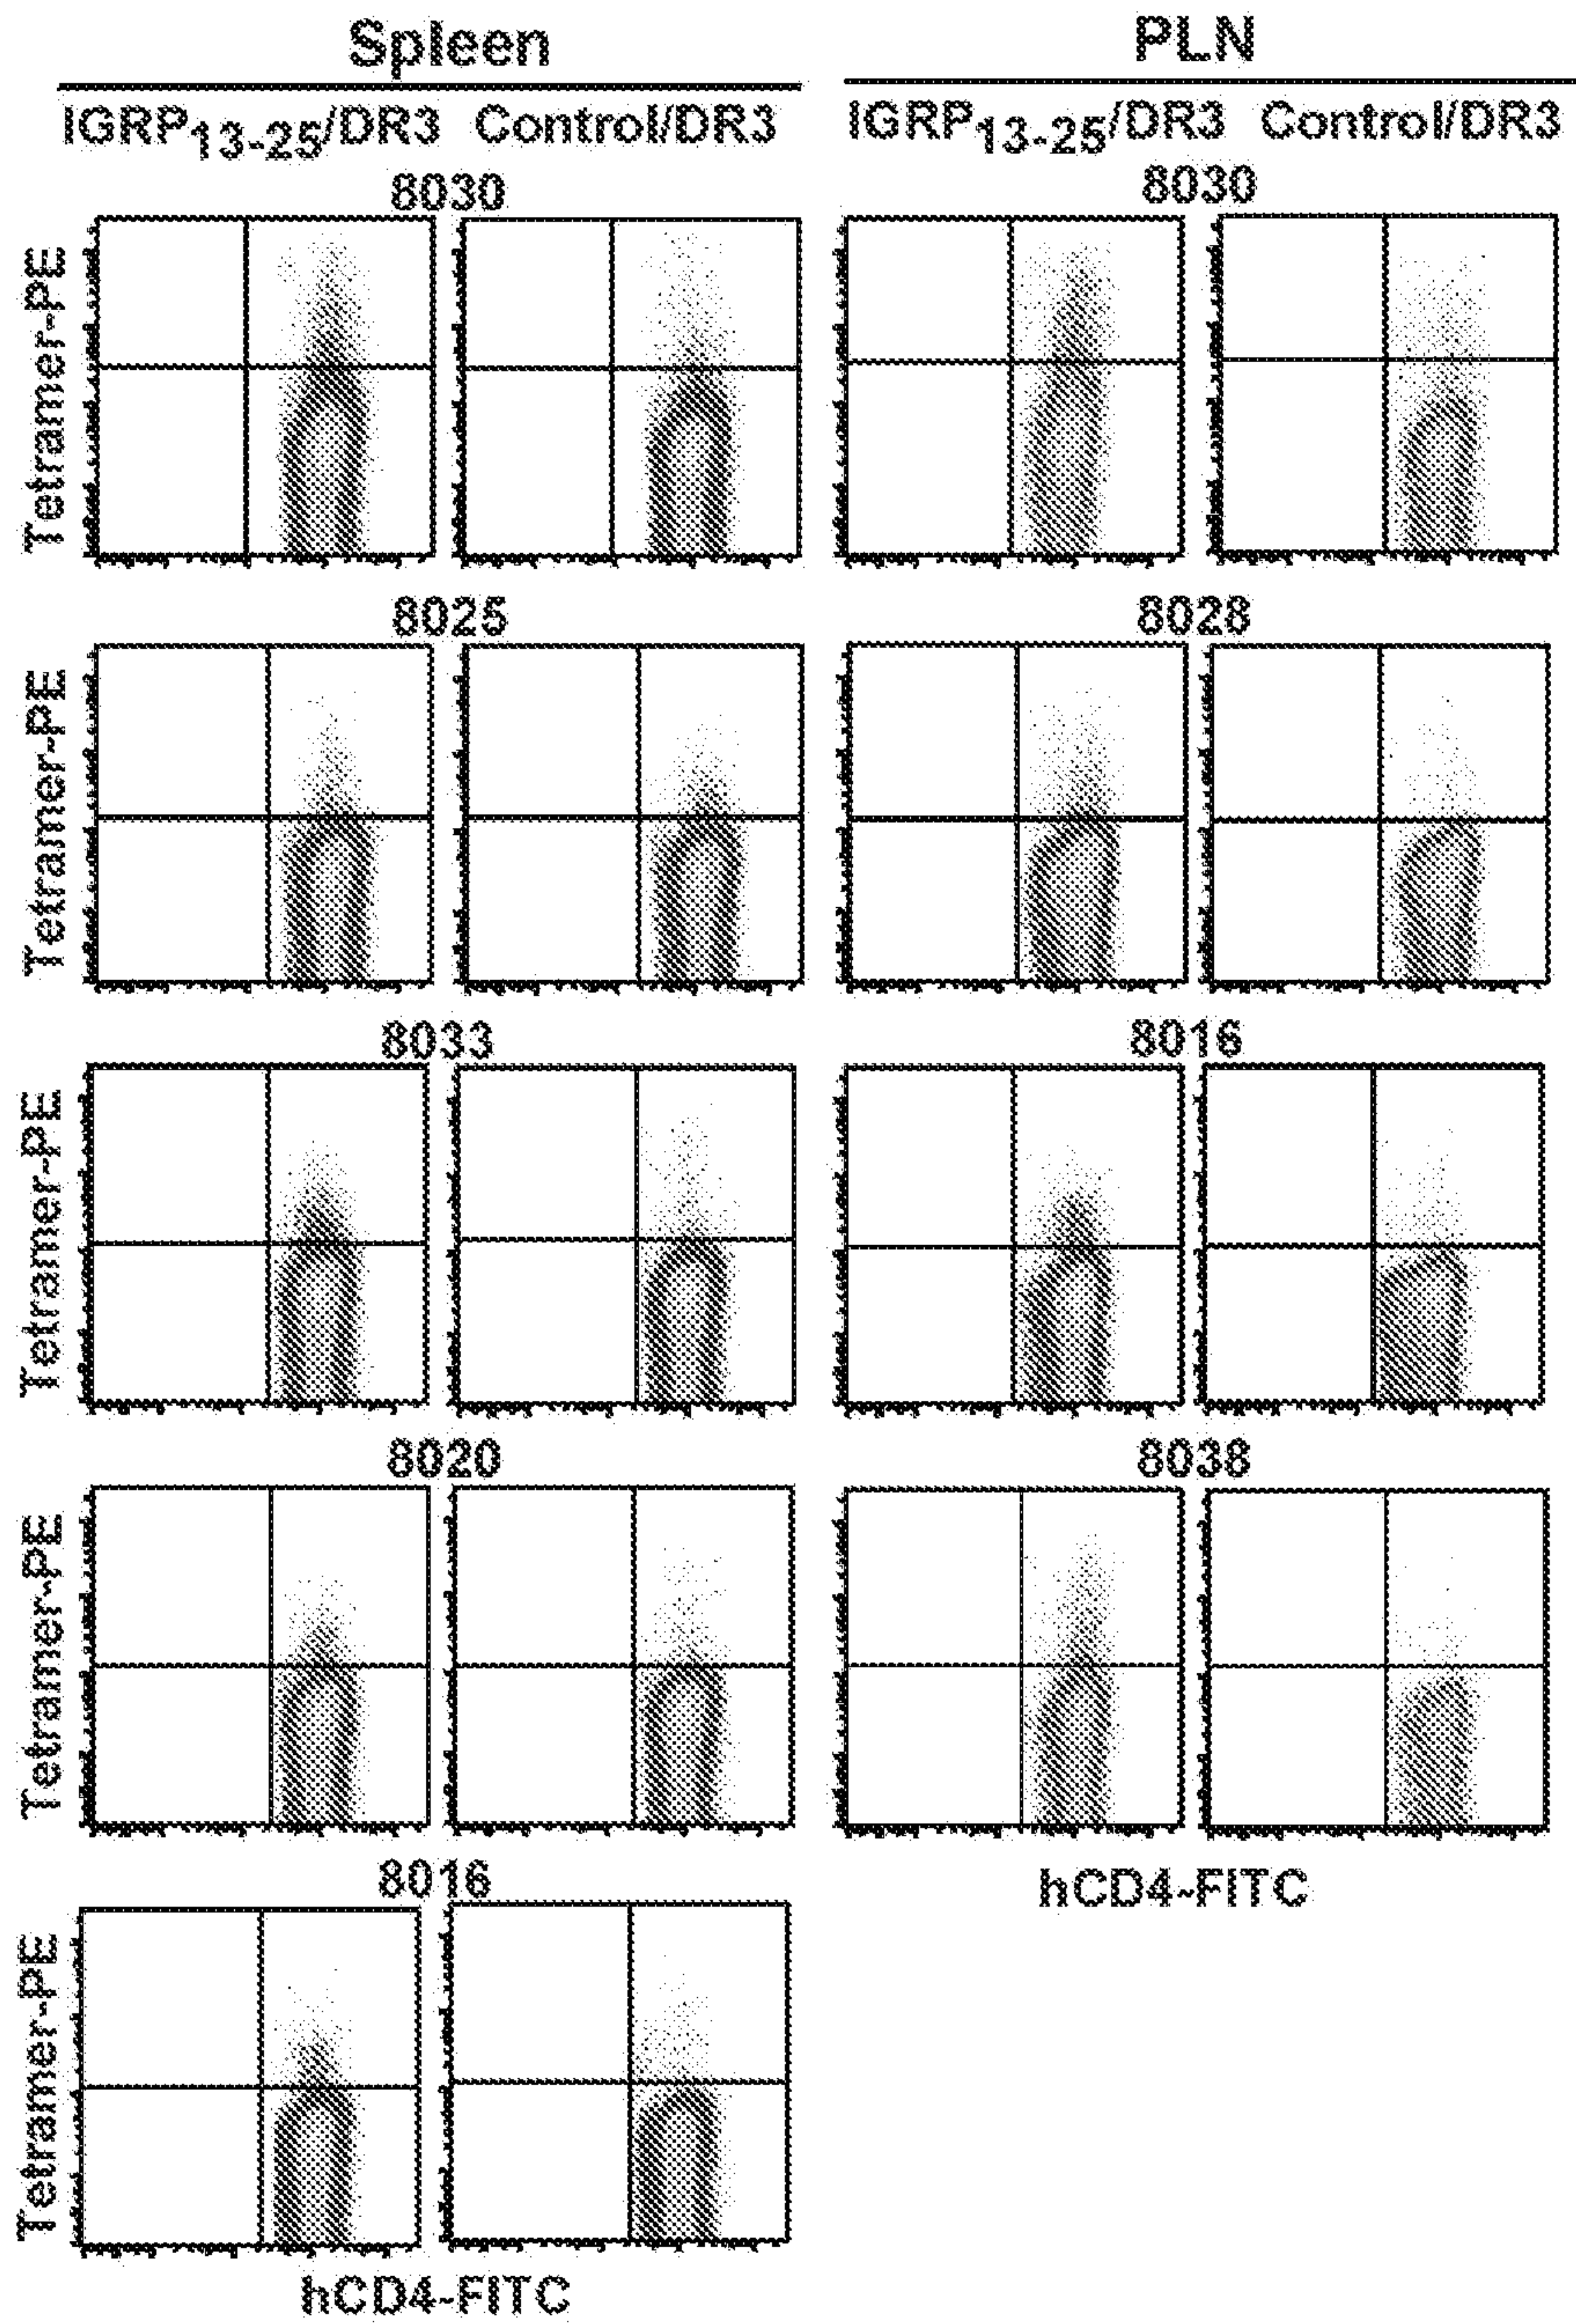 Spleen PLN
IGRP13-25/DR3 Control/DR3 IGRP13-25/DR3 Control/DR3
8030 8030
Tetramer-PE
8025 8028
Tetramer-PE
8033 8016
Tetramer-PE
8020 8038
Tetramer-PE
8016 hCD4-FITC
Tetramer-PE
hCD4-FITC